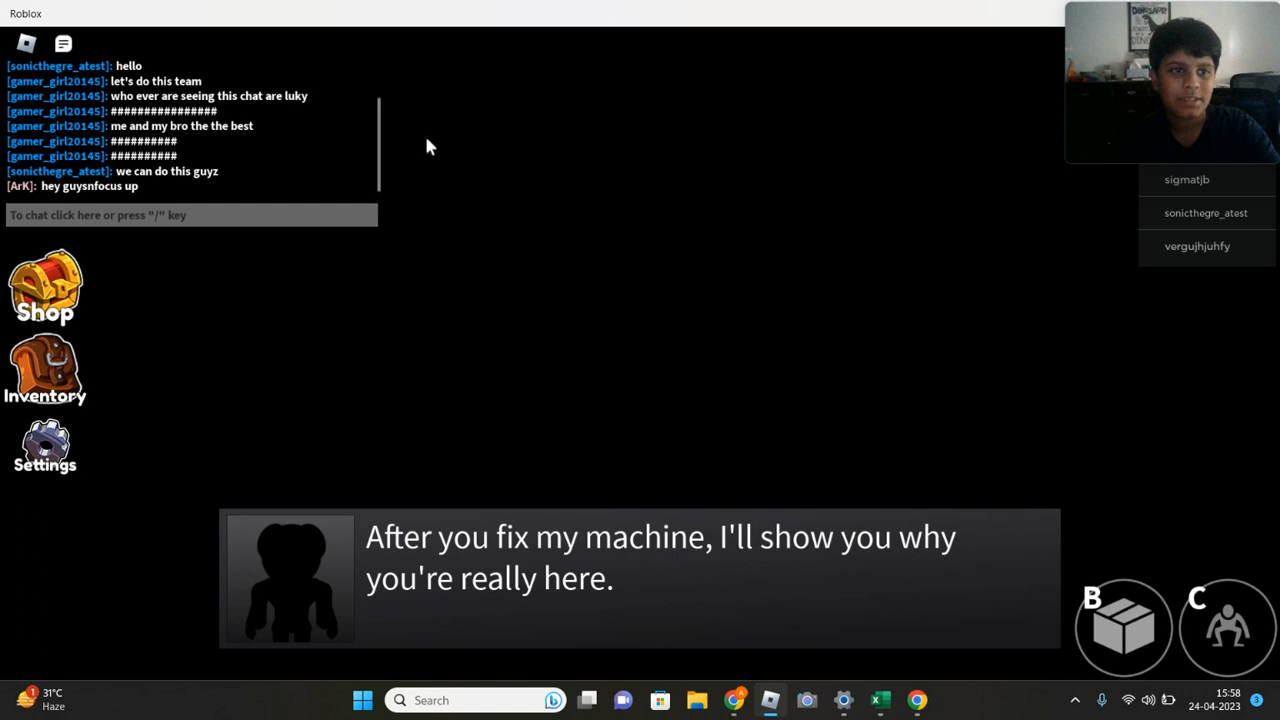 Roblox
[sonicthegre_atest]: hello
[gamer_girl20145]: let's do this team
[gamer_girl20145]: who ever are seeing this chat are luky
[gamer_girl20145]: ################
[gamer_girl20145]: me and my bro the the best
[gamer_girl20145]: ##########
[gamer_girl20145]: ##########
[sonicthegre_atest]: we can do this guyz
[ArK]: hey guysnfocus up
To chat click here or press "/" key
DINOSAURS
sigmatjb
sonicthegre_atest
vergujhjuhfy
Shop
Inventory
Settings
After you fix my machine, I'll show you why
you're really here.
B
C
1
31°C
Haze
Search
A
15:58
24-04-2023
3